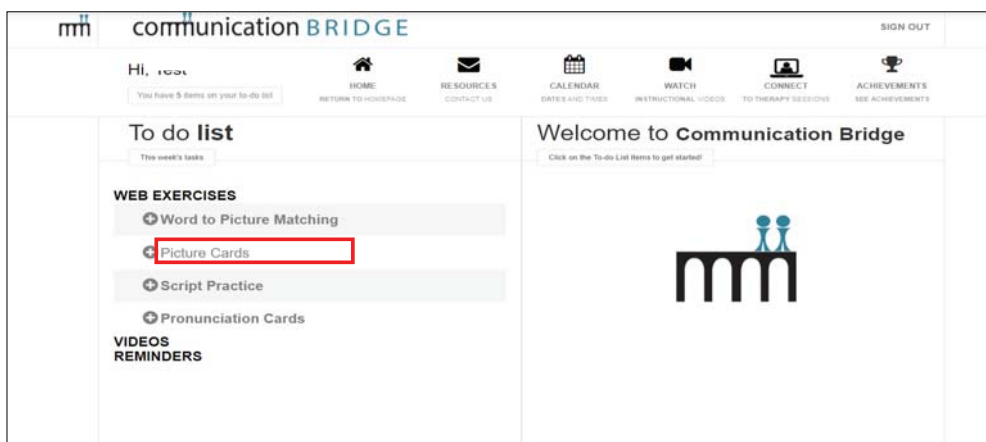 communication BRIDGE
SIGN OUT
Hi,
You have 5 items on your to-do list
HOME
RETURN TO HOMEPAGE
RESOURCES
CONTACT US
CALENDAR
DATES AND TIMES
WATCH
INSTRUCTIONAL VIDEOS
CONNECT
TO THERAPY SESSIONS
ACHIEVEMENTS
SEE ACHIEVEMENTS
To do list
This week's tasks
WEB EXERCISES
Word to Picture Matching
Picture Cards
Script Practice
Pronunciation Cards
VIDEOS
REMINDERS
Welcome to Communication Bridge
Click on the To-do List items to get started!